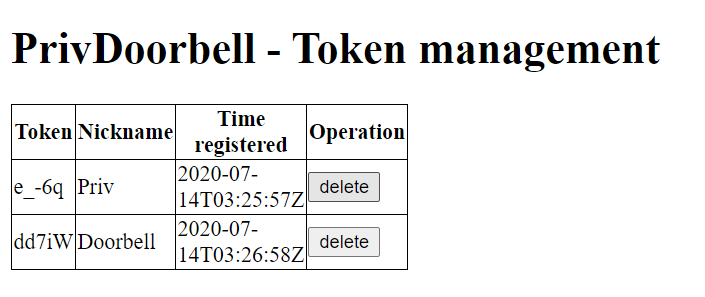 PrivDoorbell - Token management
Token Nickname Time registered Operation
e_-6q Priv 2020-07-14T03:25:57Z delete
dd7iW Doorbell 2020-07-14T03:26:58Z delete